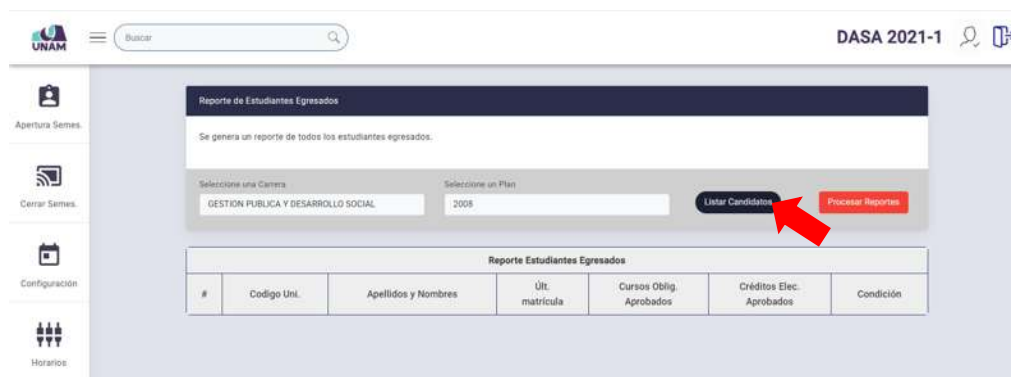 UNAM
Buscar
DASA 2021-1
Apertura Semes.
Cerrar Semes.
Configuración
Horarios
Reporte de Estudiantes Egresados
Se genera un reporte de todos los estudiantes egresados.
Seleccione una Carrera
Seleccione un Plan
GESTION PUBLICA Y DESARROLLO SOCIAL
2008
Listar Candidatos
Procesar Reportes
Reporte Estudiantes Egresados
# Codigo Uni. Apellidos y Nombres Últ. matrícula Cursos Oblig. Aprobados Créditos Elec. Aprobados Condición